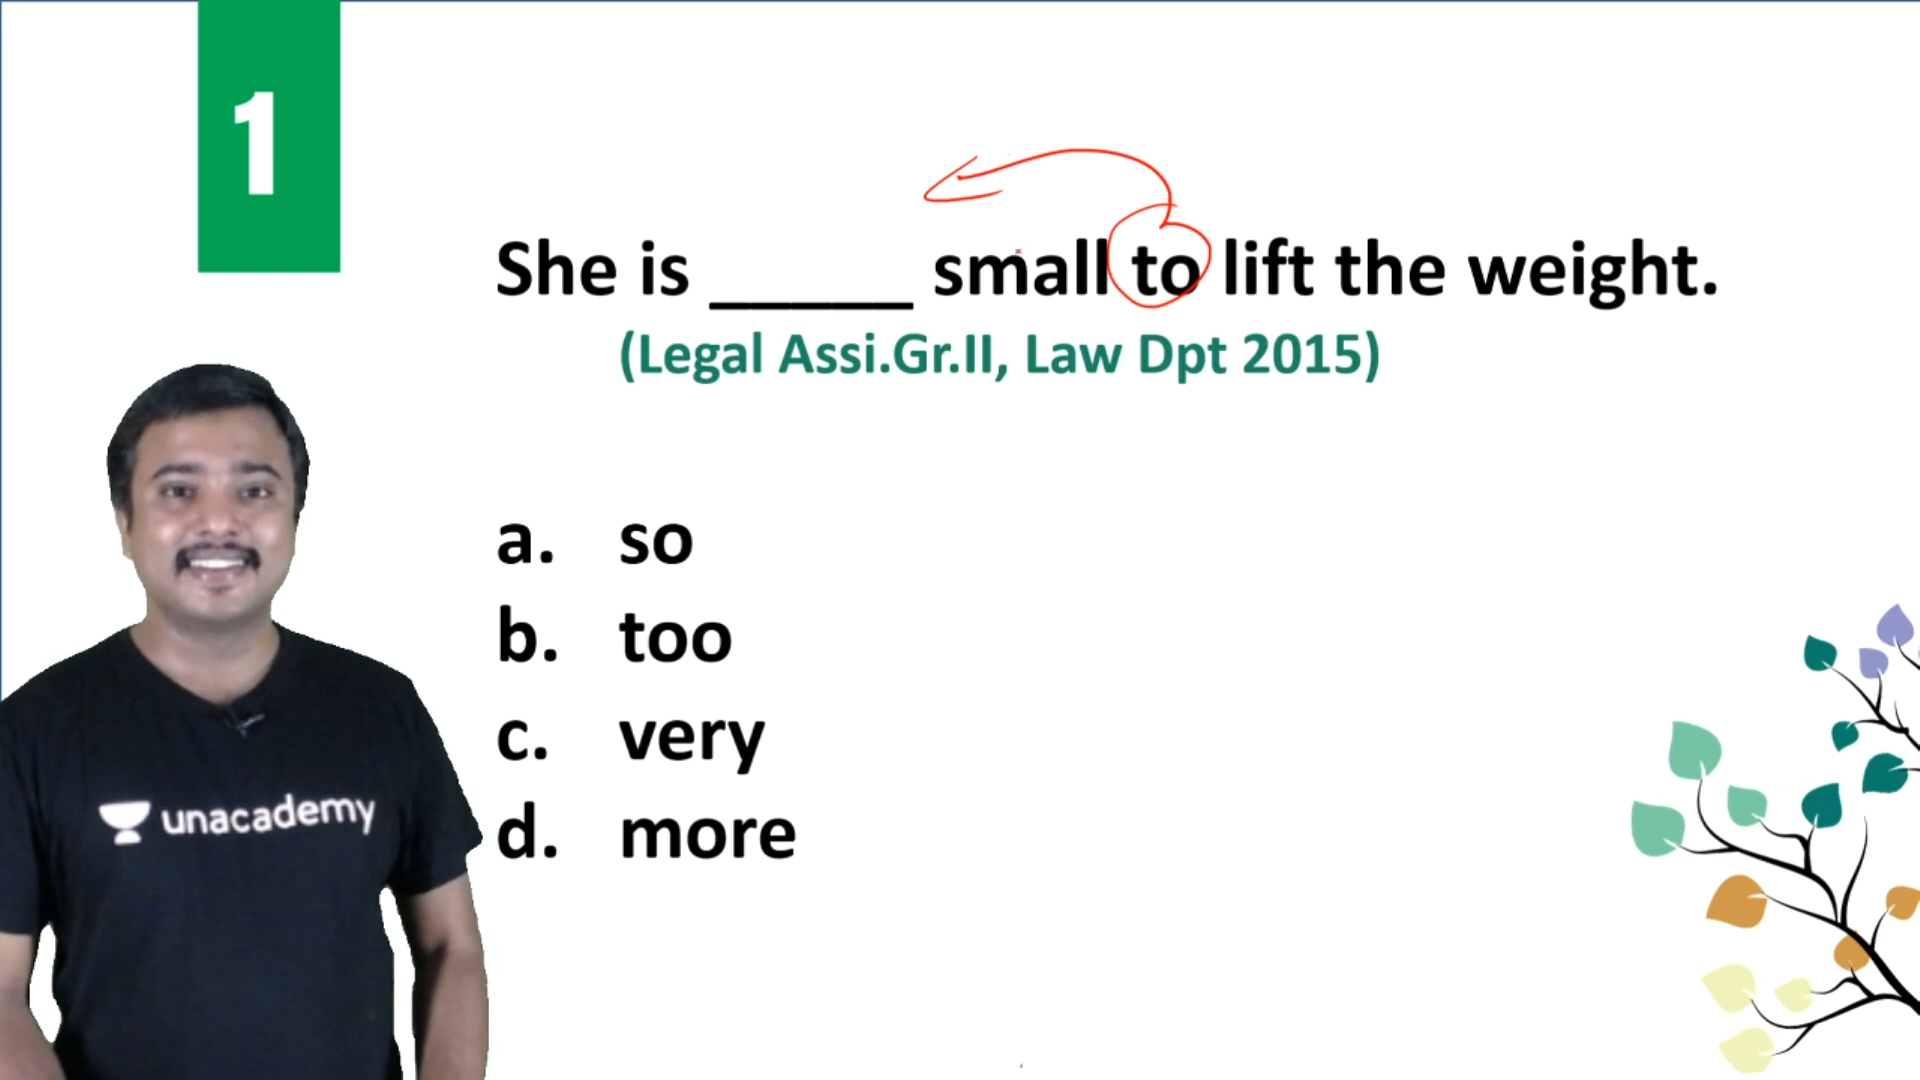 1
She is _____ small to lift the weight.
(Legal Assi.Gr.II, Law Dpt 2015)
a. so
b. too
c. very
d. more
unacademy